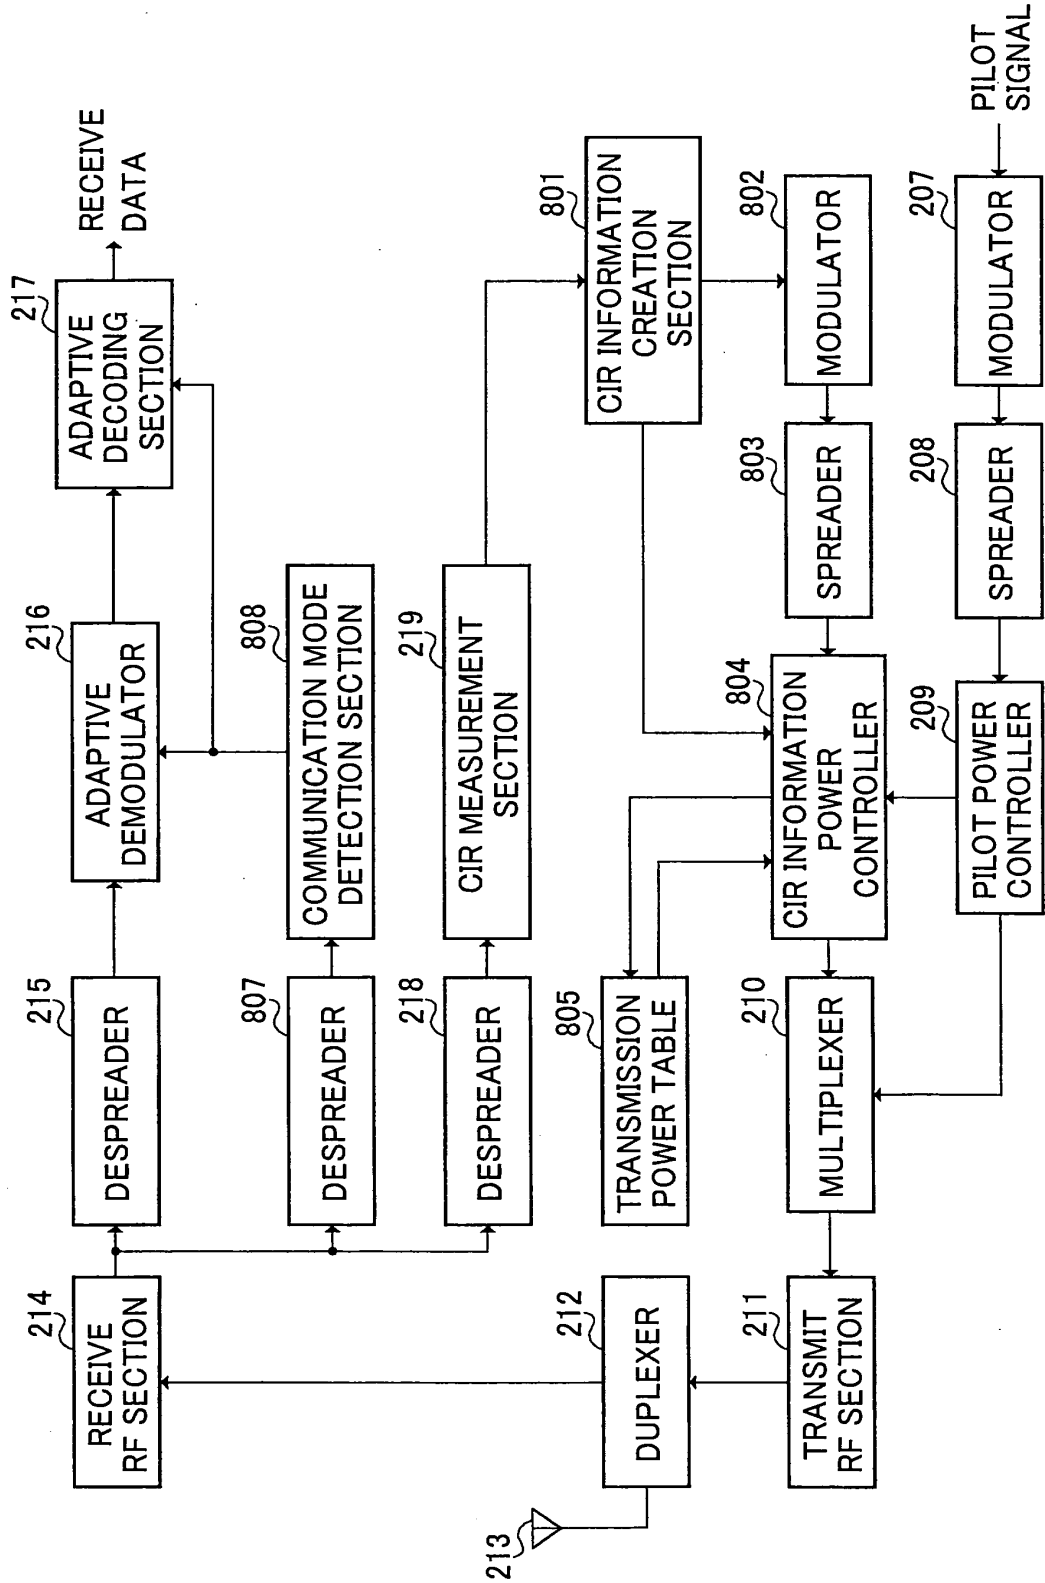 214
RECEIVE
RF SECTION
215
DESPREADER
216
ADAPTIVE
DEMODULATOR
217
ADAPTIVE
DECODING
SECTION
RECEIVE
DATA
807
DESPREADER
808
COMMUNICATION MODE
DETECTION SECTION
218
DESPREADER
219
CIR MEASUREMENT
SECTION
213
212
DUPLEXER
805
TRANSMISSION
POWER TABLE
801
CIR INFORMATION
CREATION
SECTION
211
TRANSMIT
RF SECTION
210
MULTIPLEXER
804
CIR INFORMATION
POWER
CONTROLLER
803
SPREADER
802
MODULATOR
209
PILOT POWER
CONTROLLER
208
SPREADER
207
MODULATOR
PILOT
SIGNAL